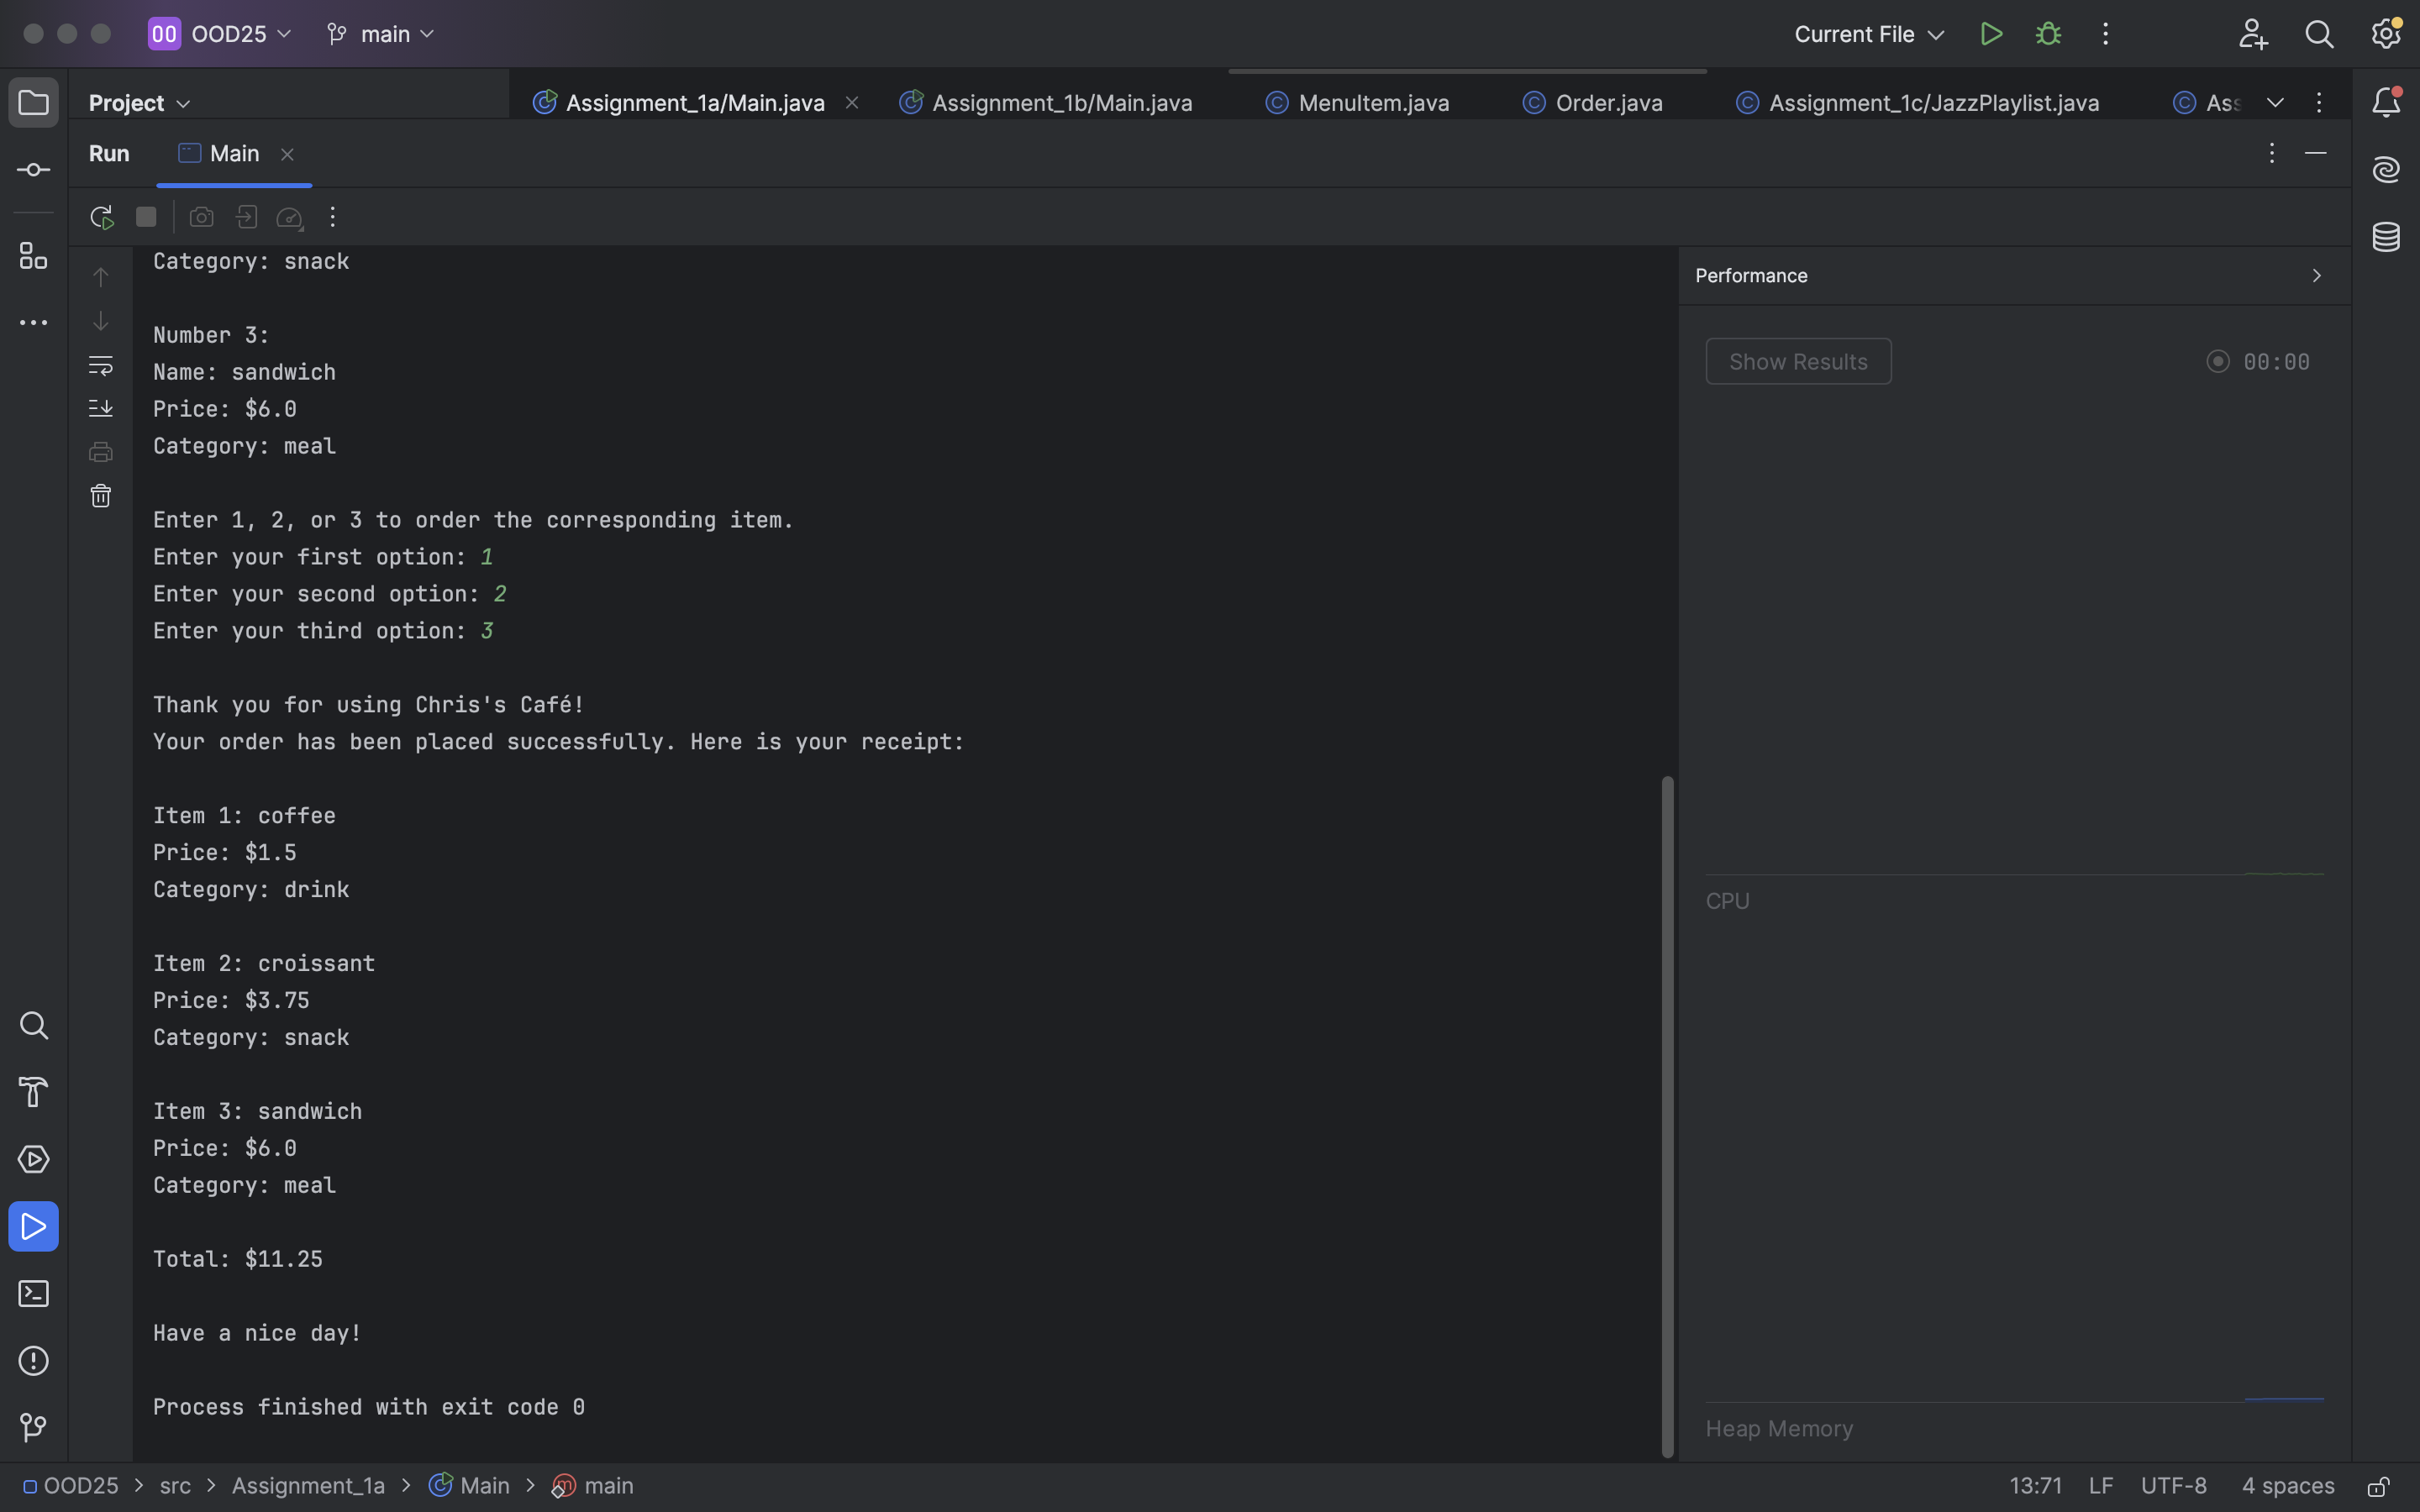 OO OOD25 main Current File
Project Assignment_1a/Main.java Assignment_1b/Main.java MenuItem.java Order.java Assignment_1c/JazzPlaylist.java
Run Main
Category: snack
Performance
Number 3:
Name: sandwich
Show Results 00:00
Price: $6.0
Category: meal
Enter 1, 2, or 3 to order the corresponding item.
Enter your first option: 1
Enter your second option: 2
Enter your third option: 3
Thank you for using Chris's Café!
Your order has been placed successfully. Here is your receipt:
Item 1: coffee
Price: $1.5
Category: drink
CPU
Item 2: croissant
Price: $3.75
Category: snack
Item 3: sandwich
Price: $6.0
Category: meal
Total: $11.25
Have a nice day!
Process finished with exit code 0
Heap Memory
OOD25 > src > Assignment_1a > Main > main 13:71 LF UTF-8 4 spaces